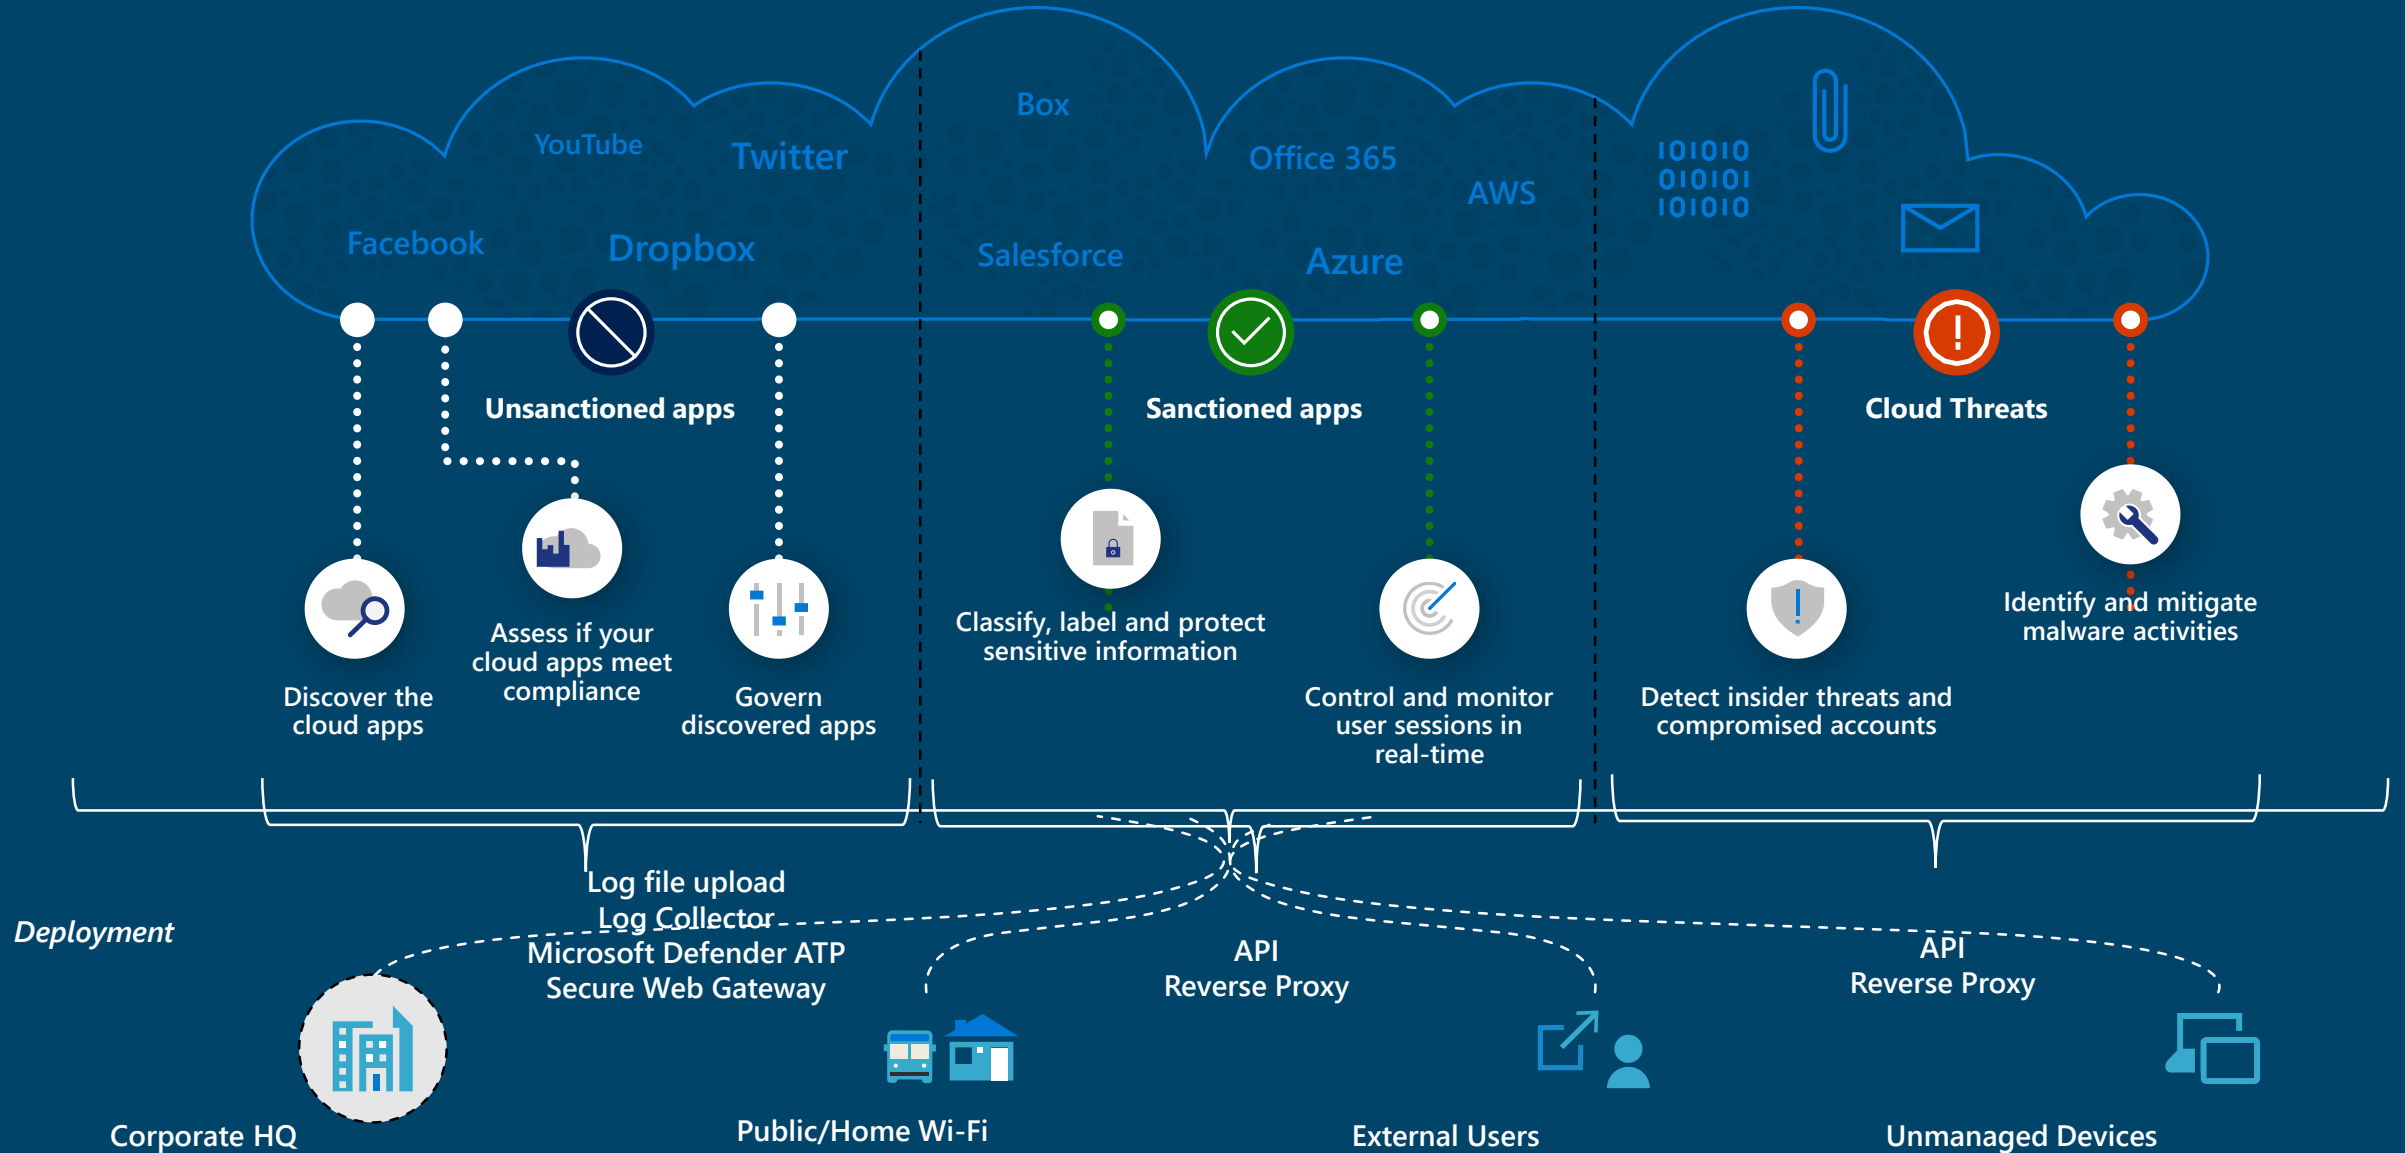 Box
YouTube
Twitter
Office 365
AWS
Facebook
Dropbox
Salesforce
Azure
101010
010101
101010
Unsanctioned apps
Sanctioned apps
Cloud Threats
Discover the
cloud apps
Assess if your
cloud apps meet
compliance
Govern
discovered apps
Classify, label and protect
sensitive information
Control and monitor
user sessions in
real-time
Detect insider threats and
compromised accounts
Identify and mitigate
malware activities
Deployment
Log file upload
Log Collector
Microsoft Defender ATP
Secure Web Gateway
API
Reverse Proxy
API
Reverse Proxy
Corporate HQ
Public/Home Wi-Fi
External Users
Unmanaged Devices